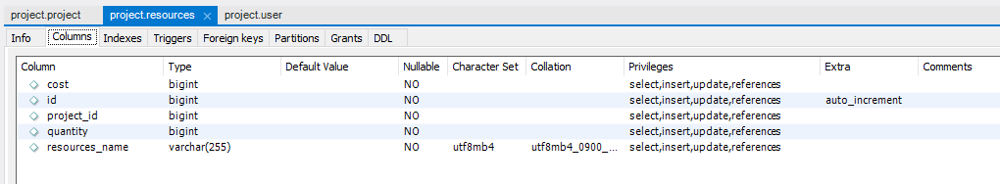 project.project project.resources × project.user
Info Columns Indexes Triggers Foreign keys Partitions Grants DDL
Column Type Default Value Nullable Character Set Collation Privileges Extra Comments
cost bigint NO select,insert,update,references
id bigint NO select,insert,update,references auto_increment
project_id bigint NO select,insert,update,references
quantity bigint NO select,insert,update,references
resources_name varchar(255) NO utf8mb4 utf8mb4_0900_... select,insert,update,references